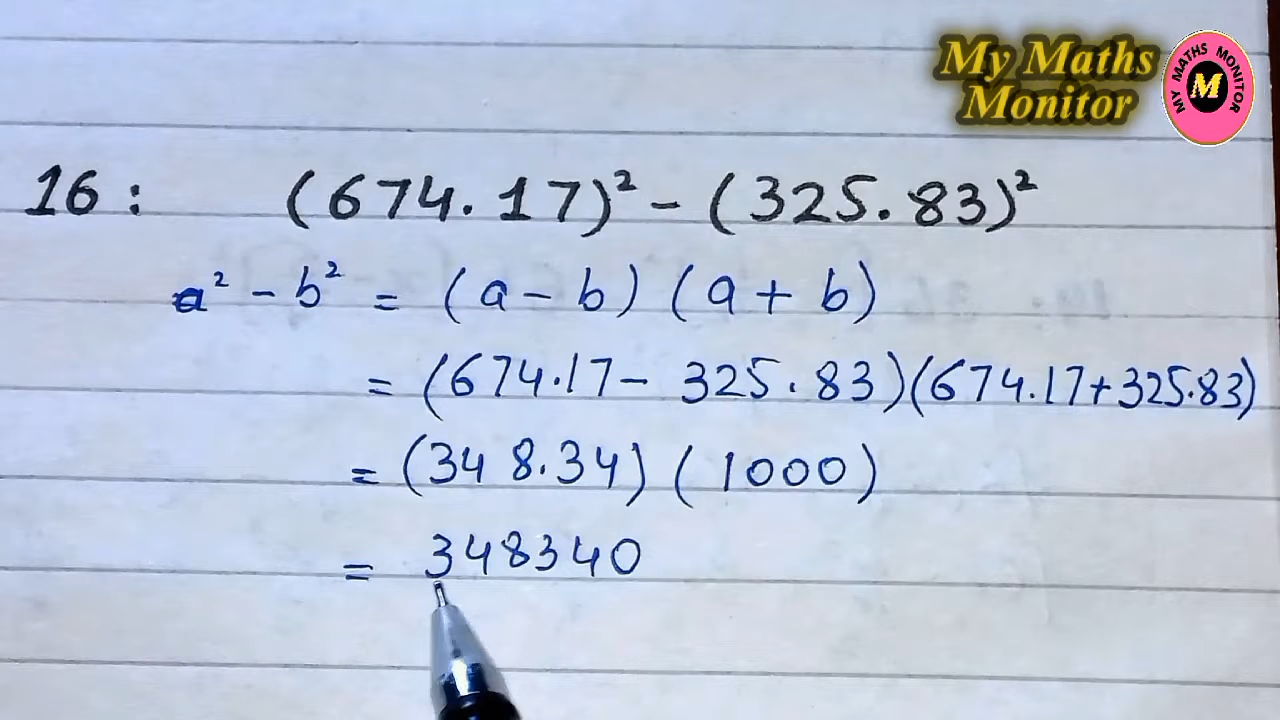 My Maths
Monitor
MY MATHS MONITOR
M
16 : (674.17)² - (325.83)²
a² - b² = (a - b) (a + b)
= (674.17 - 325.83)(674.17+325.83)
= (348.34) (1000)
= 348340